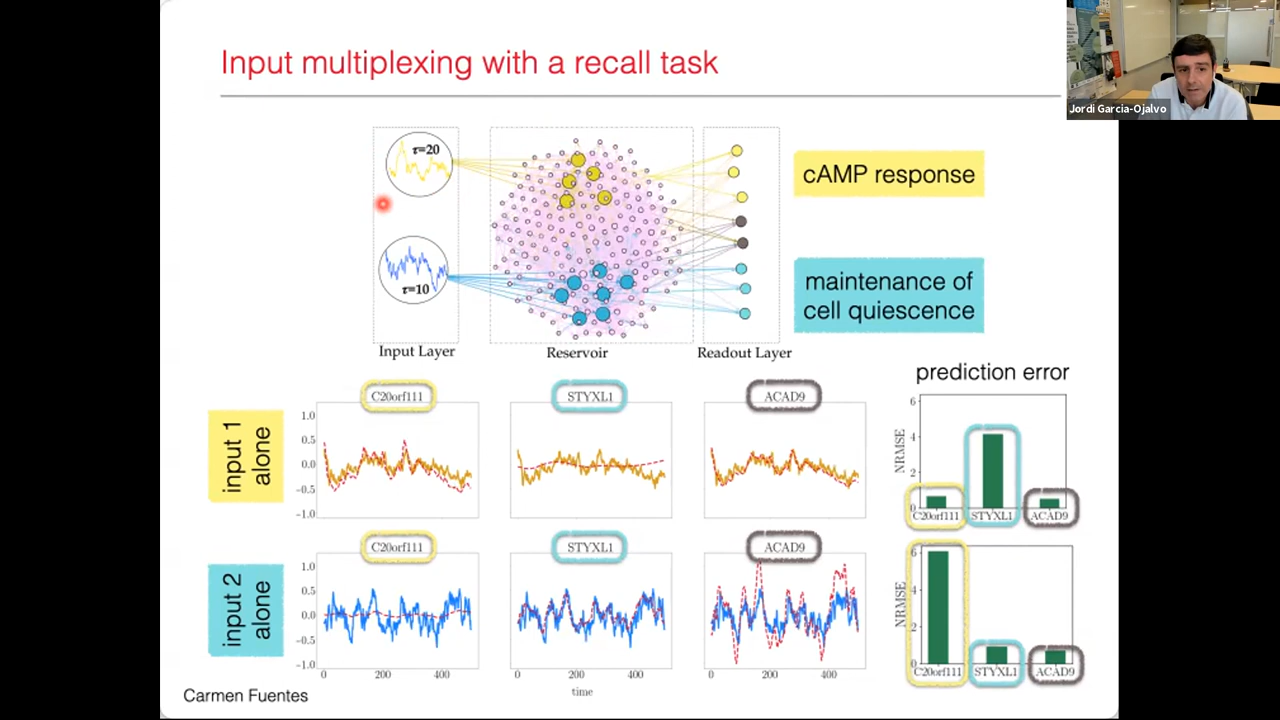 Input multiplexing with a recall task
Jordi Garcia-Ojalvo
τ=20
τ=10
Input Layer
Reservoir
Readout Layer
cAMP response
maintenance of
cell quiescence
prediction error
input 1
alone
C20orf111
STYXL1
ACAD9
1.0
0.5
0.0
−0.5
−1.0
NRMSE
6
4
2
0
C20orf111
STYXL1
ACAD9
input 2
alone
C20orf111
STYXL1
ACAD9
1.0
0.5
0.0
−0.5
−1.0
0 200 400
0 200 400
0 200 400
time
NRMSE
6
4
2
0
C20orf111
STYXL1
ACAD9
Carmen Fuentes